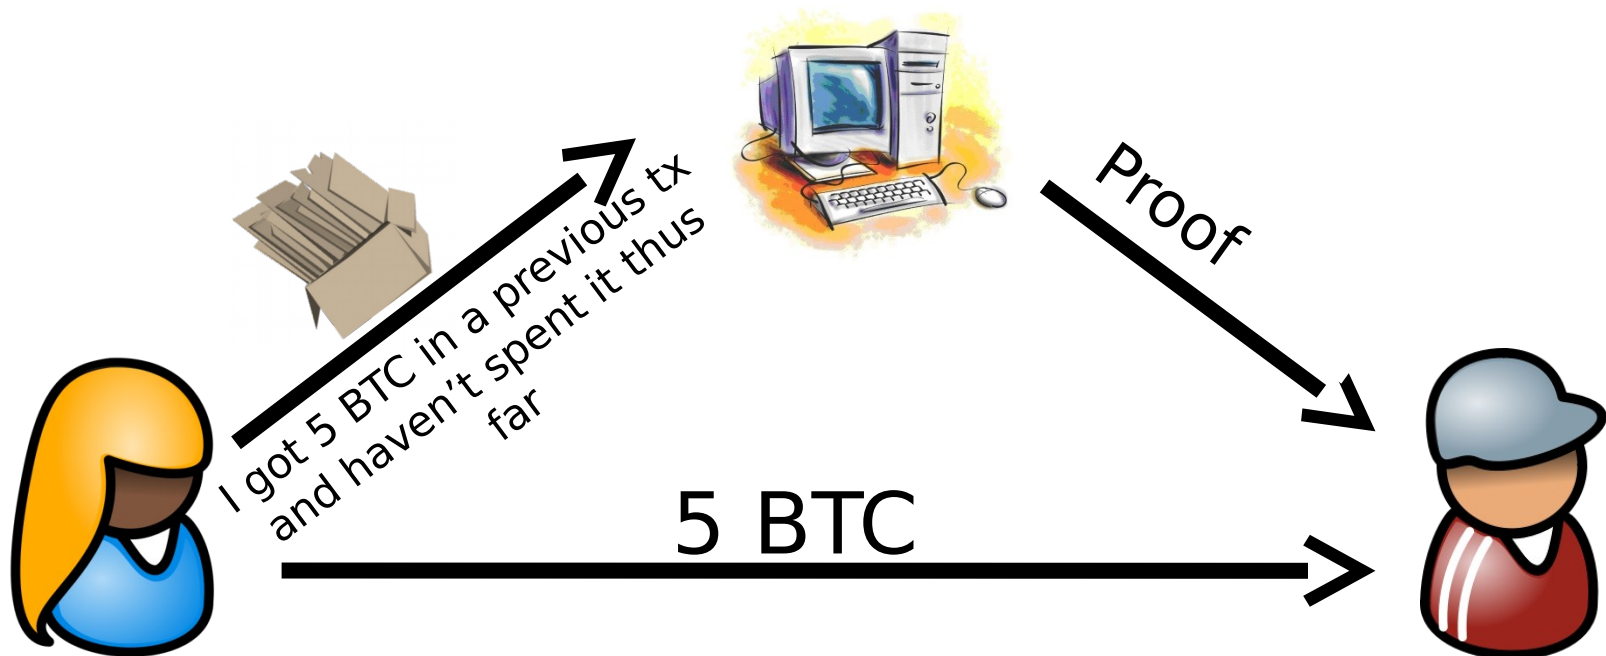 I got 5 BTC in a previous tx
and haven’t spent it thus
far
Proof
5 BTC